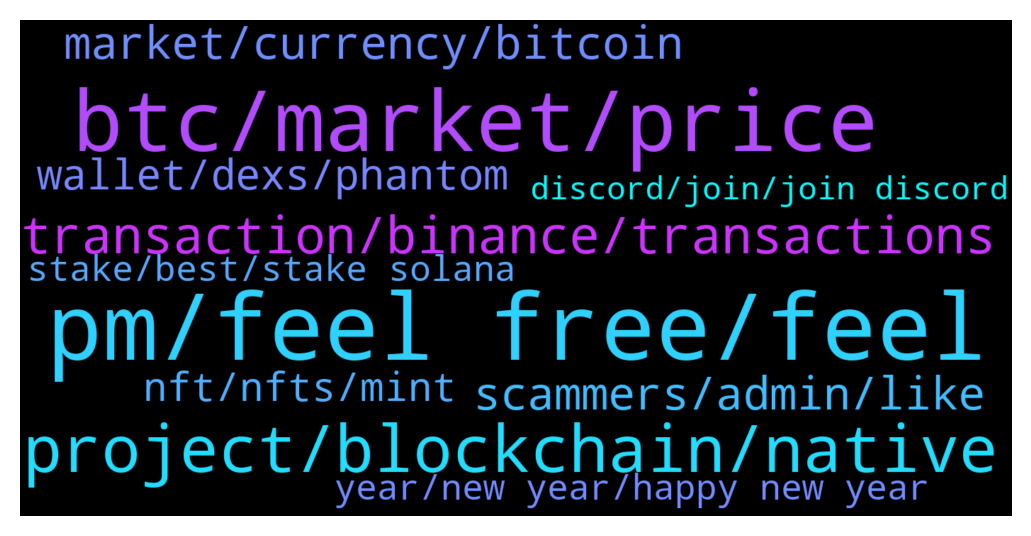 market/currency/bitcoin
btc/market/price
wallet/dexs/phantom
discord/join/join discord
transaction/binance/transactions
stake/best/stake solana
pm/feel free/feel
nft/nfts/mint
scammers/admin/like
project/blockchain/native
year/new year/happy new year